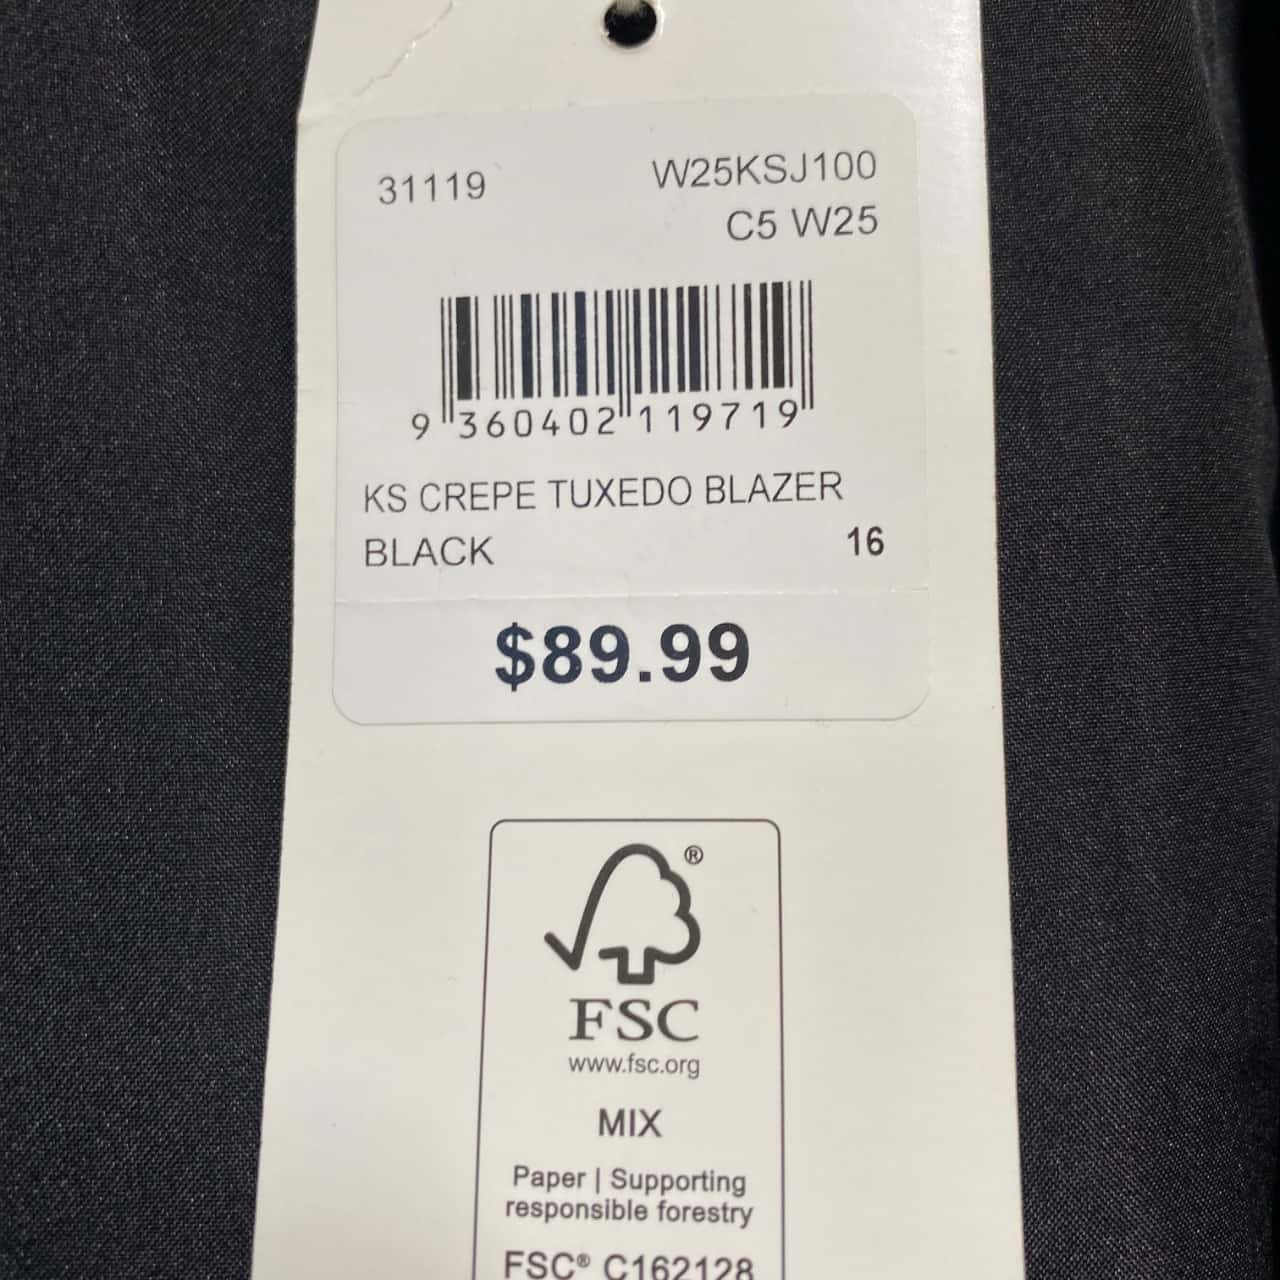 31119 W25KSJ100
C5 W25
9 360402 119719
KS CREPE TUXEDO BLAZER
BLACK 16
$89.99
®
FSC
www.fsc.org
MIX
Paper | Supporting
responsible forestry
FSC® C162128